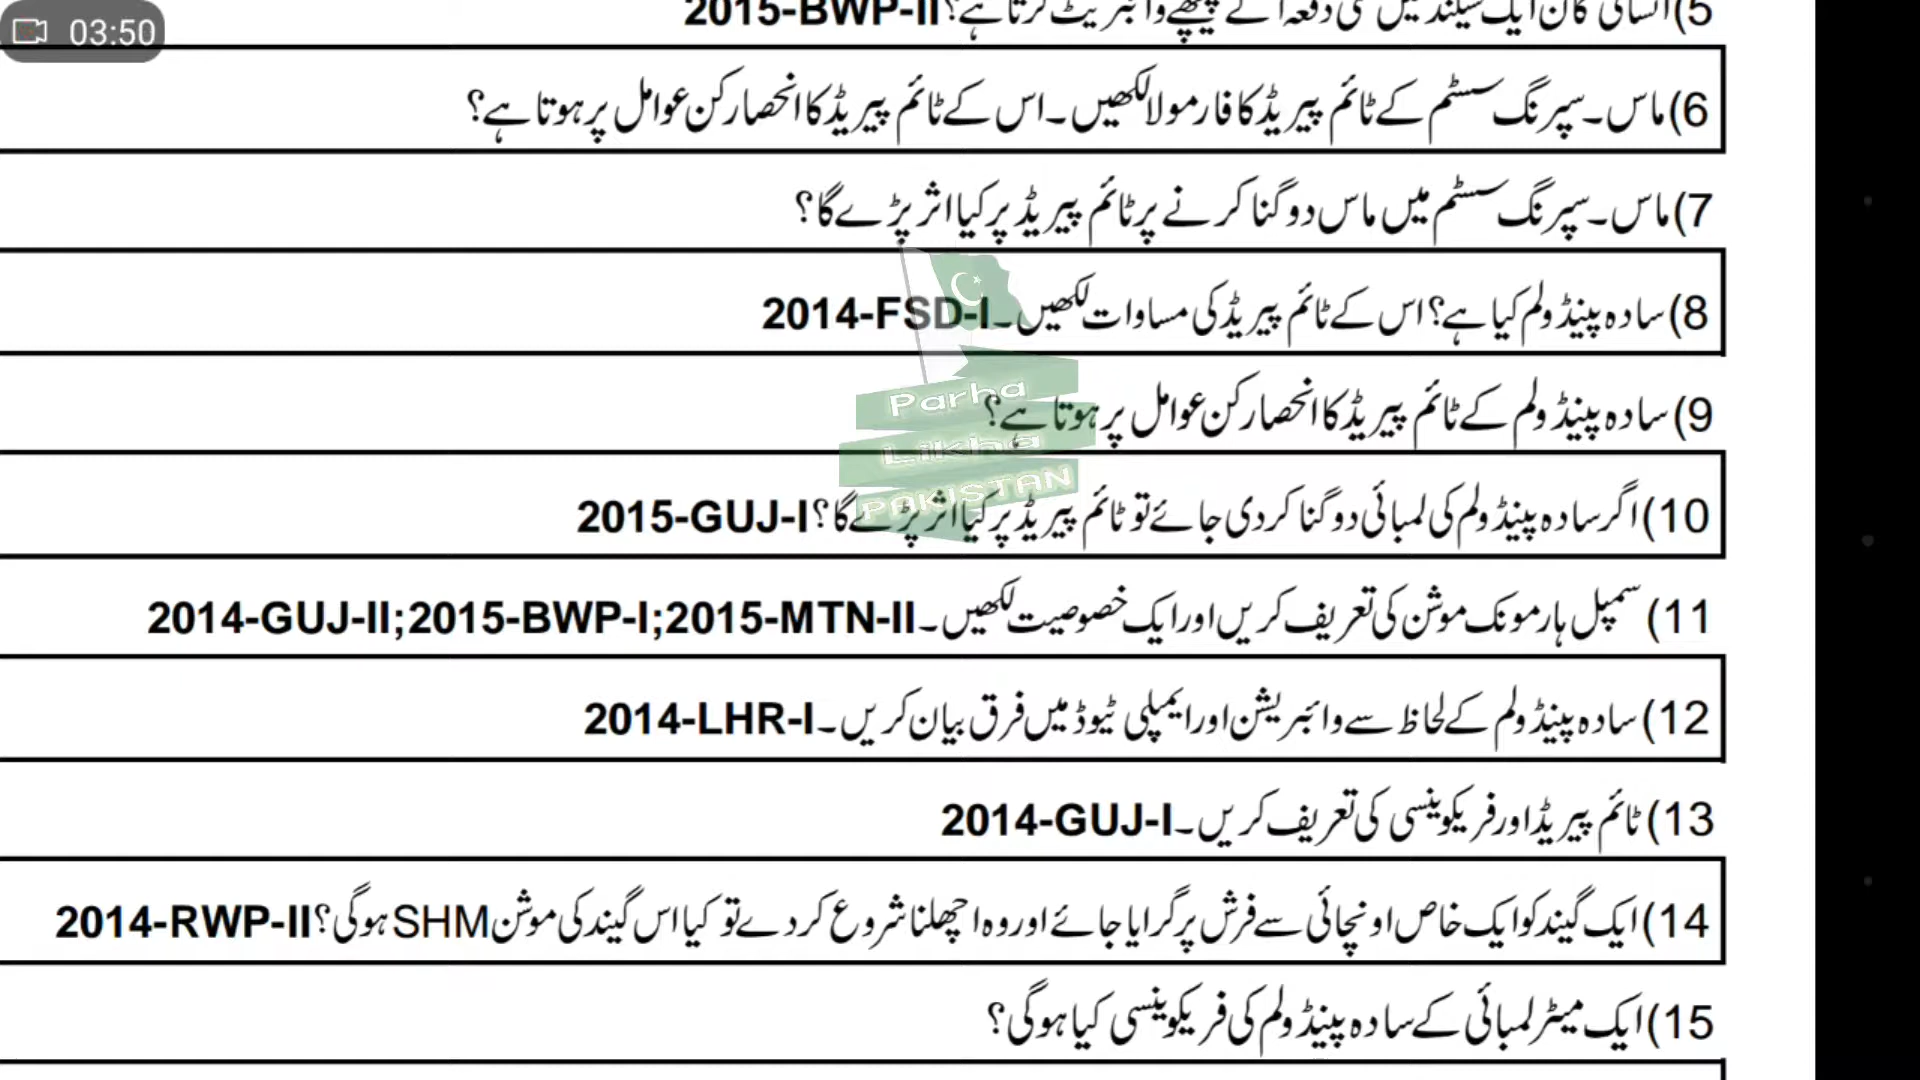 03:50
5) انسانی کان ایک سیکنڈ میں کتنی دفعہ آگے پیچھے وائبریٹ کرتا ہے؟ 2015-BWP-II
6) ماس۔سپرنگ سسٹم کے ٹائم پیریڈ کا فارمولا لکھیں۔ اس کے ٹائم پیریڈ کا انحصار کن عوامل پر ہوتا ہے؟
7) ماس۔سپرنگ سسٹم میں ماس دوگنا کرنے پر ٹائم پیریڈ پر کیا اثر پڑے گا؟
8) سادہ پینڈولم کیا ہے؟ اس کے ٹائم پیریڈ کی مساوات لکھیں۔ 2014-FSD-I
9) سادہ پینڈولم کے ٹائم پیریڈ کا انحصار کن عوامل پر ہوتا ہے؟
10) اگر سادہ پینڈولم کی لمبائی دوگنا کردی جائے تو ٹائم پیریڈ پر کیا اثر پڑے گا؟ 2015-GUJ-I
11) سمپل ہارمونک موشن کی تعریف کریں اور ایک خصوصیت لکھیں۔ 2014-GUJ-II;2015-BWP-I;2015-MTN-II
12) سادہ پینڈولم کے لحاظ سے وائبریشن اور ایمپلی ٹیوڈ میں فرق بیان کریں۔ 2014-LHR-I
13) ٹائم پیریڈ اور فریکوئنسی کی تعریف کریں۔ 2014-GUJ-I
14) ایک گیند کو ایک خاص اونچائی سے فرش پر گرایا جائے اور وہ اچھلنا شروع کر دے تو کیا اس گیند کی موشن SHM ہوگی؟ 2014-RWP-II
15) ایک میٹر لمبائی کے سادہ پینڈولم کی فریکوئنسی کیا ہوگی؟
Parha
Likha
PAKISTAN